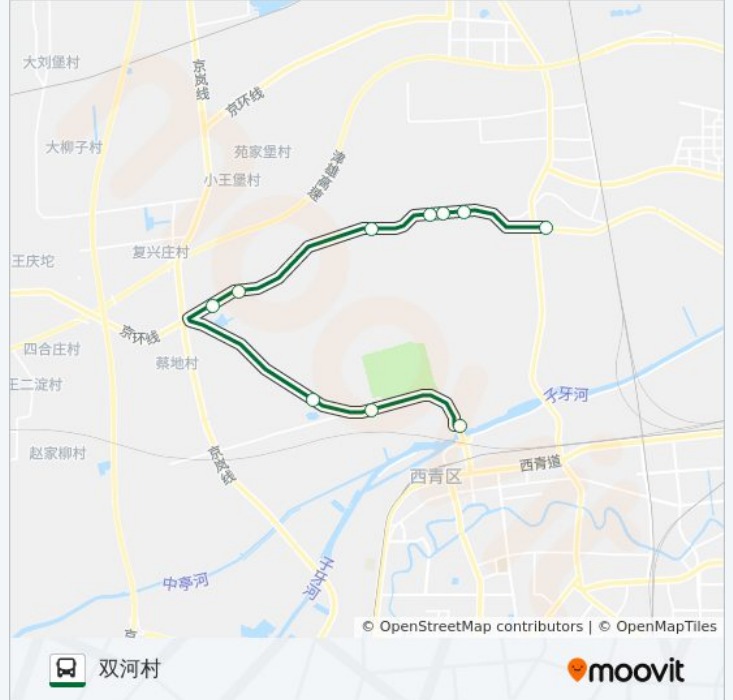 大刘堡村
京岚线
京环线
大柳子村
苑家堡村
津雄高速
小王堡村
王庆坨
复兴庄村
京环线
四合庄村
蔡地村
王二淀村
子牙河
赵家柳村
京岚线
西青区
西青道
中亭河
子牙河
京
© OpenStreetMap contributors | © OpenMapTiles
双河村
moovit